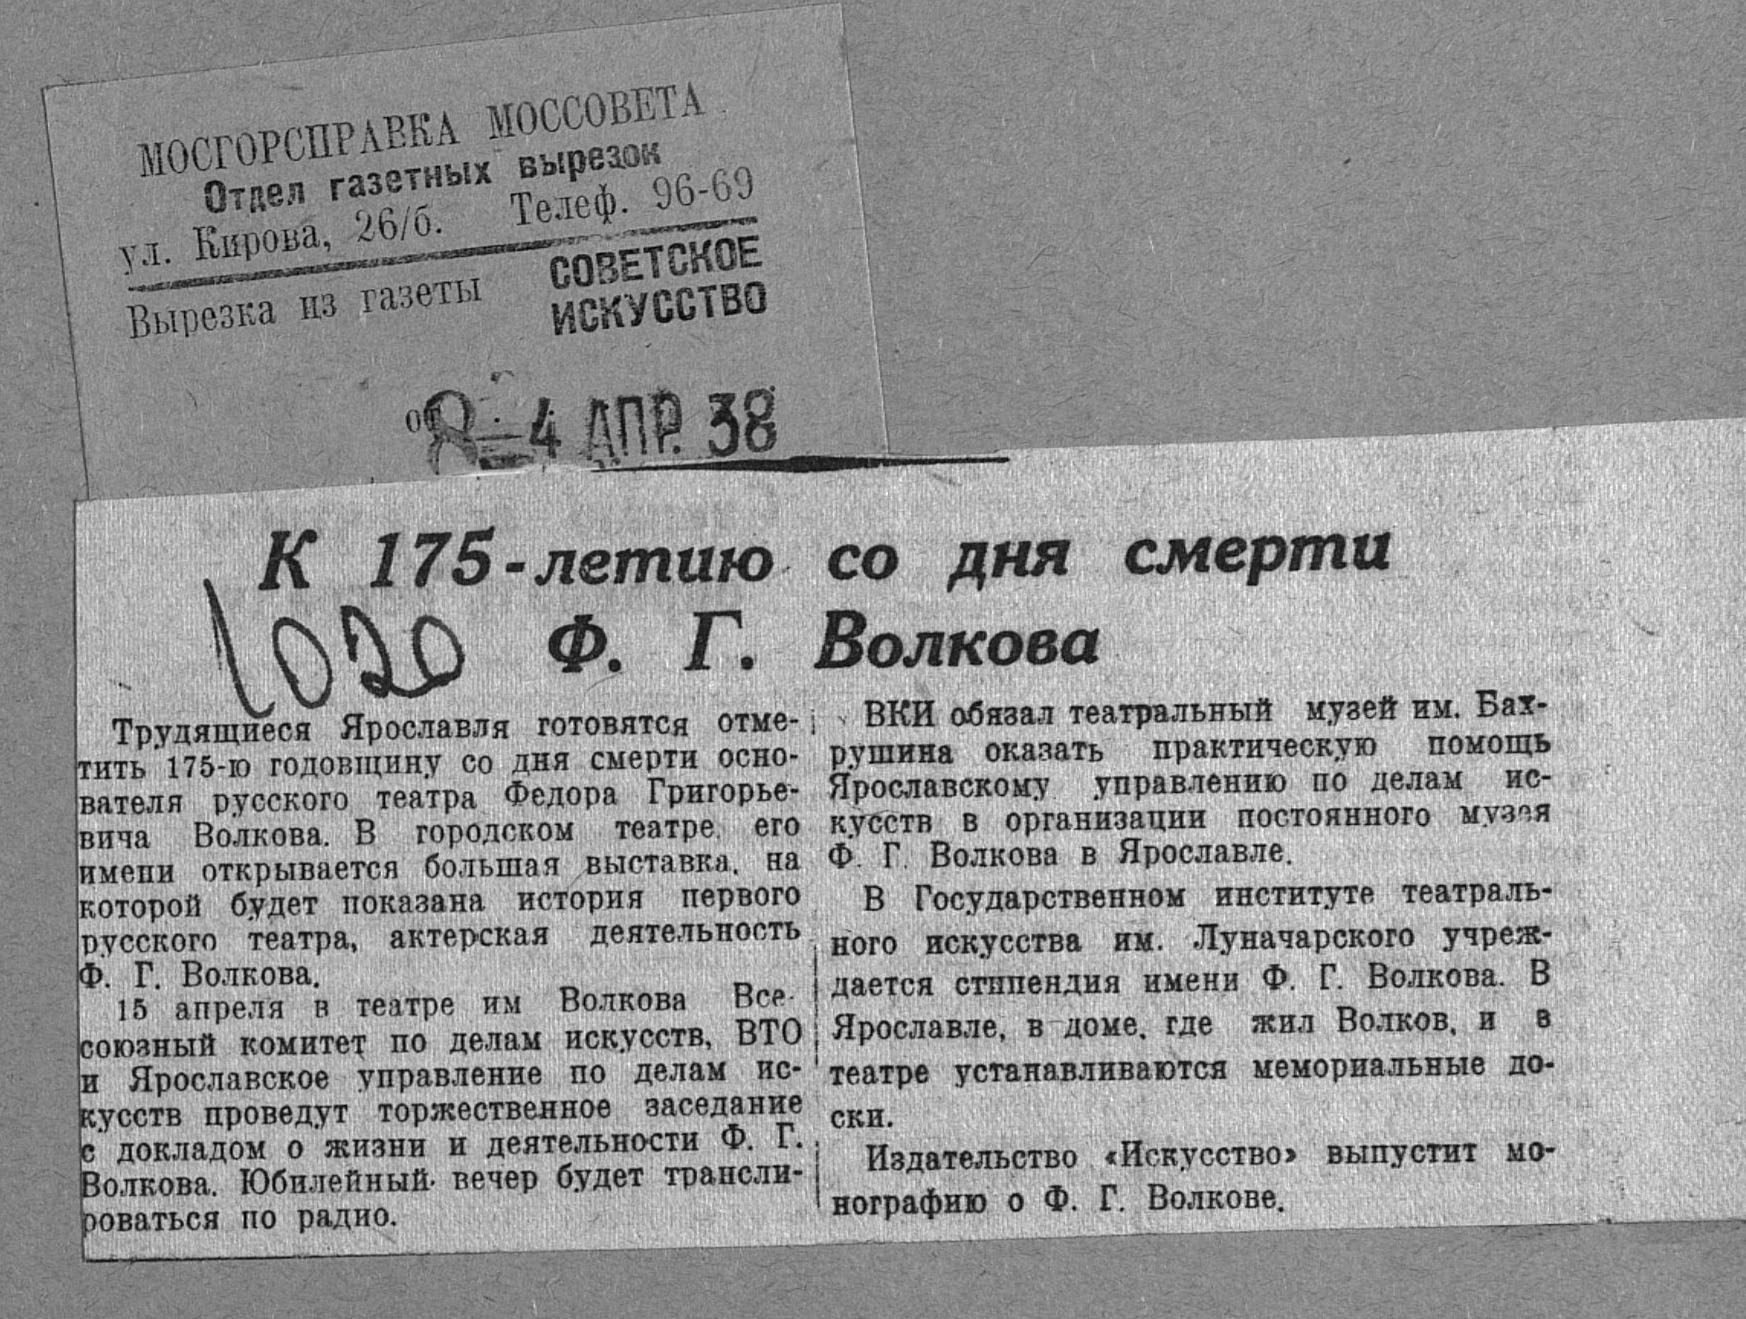 МОСГОРСПРАВКА МОССОВЕТА
Отдел газетных вырезок
ул. Кирова, 26/б. Телеф. 96-69
Вырезка из газеты СОВЕТСКОЕ
ИСКУССТВО
от 4 АПР. 38
К 175-летию со дня смерти
1020 Ф. Г. Волкова
Трудящиеся Ярославля готовятся отме-
тить 175-ю годовщину со дня смерти осно-
вателя русского театра Федора Григорье-
вича Волкова. В городском театре его
имени открывается большая выставка, на
которой будет показана история первого
русского театра, актерская деятельность
Ф. Г. Волкова.
15 апреля в театре им Волкова Все-
союзный комитет по делам искусств, ВТО
и Ярославское управление по делам ис-
кусств проведут торжественное заседание
с докладом о жизни и деятельности Ф. Г.
Волкова. Юбилейный вечер будет трансли-
роваться по радио.
ВКИ обязал театральный музей им. Бах-
рушина оказать практическую помощь
Ярославскому управлению по делам ис-
кусств в организации постоянного музея
Ф. Г. Волкова в Ярославле.
В Государственном институте театраль-
ного искусства им. Луначарского учреж-
дается стипендия имени Ф. Г. Волкова. В
Ярославле, в доме, где жил Волков, и в
театре устанавливаются мемориальные до-
ски.
Издательство «Искусство» выпустит мо-
нографию о Ф. Г. Волкове.